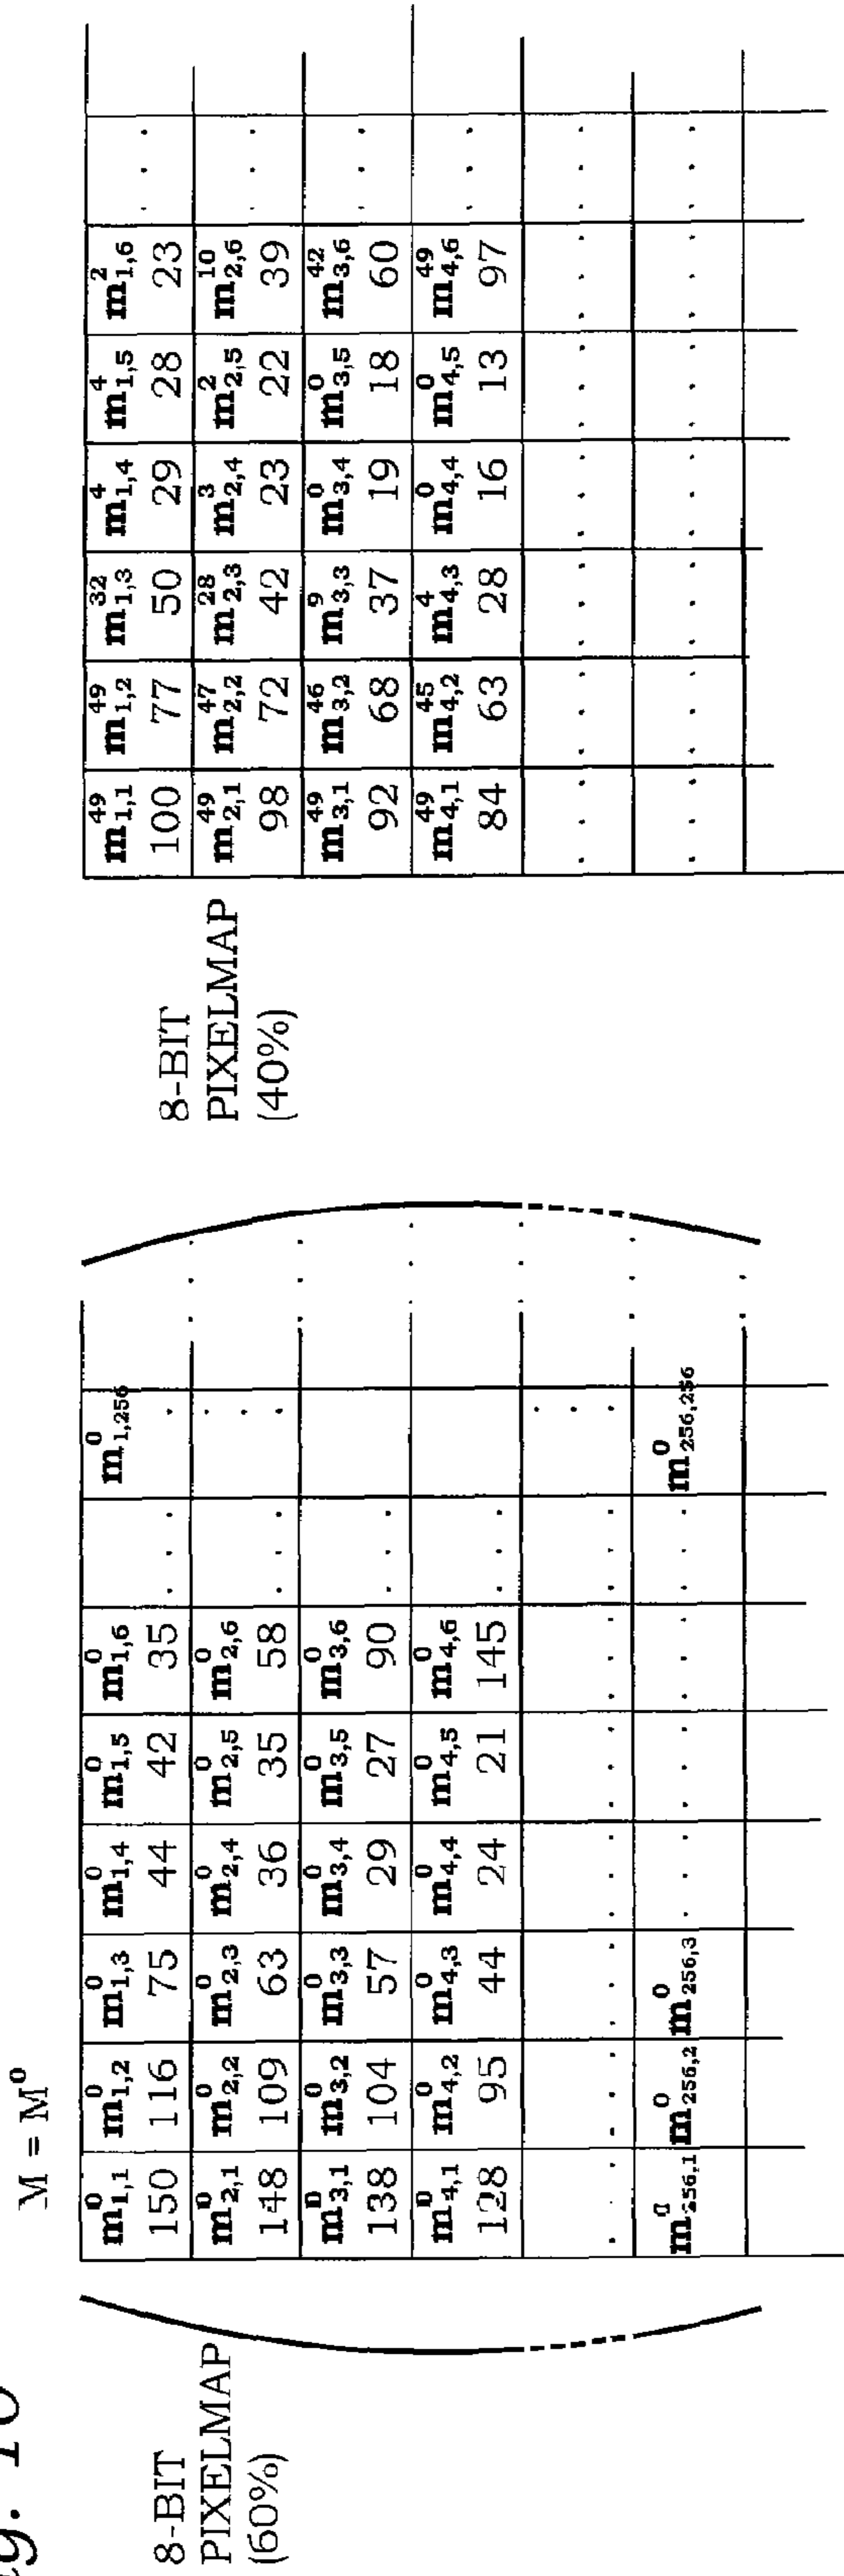 g. 10
M = M⁰
8-BIT
PIXELMAP
(60%)
m⁰1,1 m⁰1,2 m⁰1,3 m⁰1,4 m⁰1,5 m⁰1,6 m⁰1,256
150 116 75 44 42 35 . . .
m⁰2,1 m⁰2,2 m⁰2,3 m⁰2,4 m⁰2,5 m⁰2,6
148 109 63 36 35 58 . . .
m⁰3,1 m⁰3,2 m⁰3,3 m⁰3,4 m⁰3,5 m⁰3,6
138 104 57 29 27 90 . . .
m⁰4,1 m⁰4,2 m⁰4,3 m⁰4,4 m⁰4,5 m⁰4,6
128 95 44 24 21 145 . . .
m⁰256,1 m⁰256,2 m⁰256,3 . . . m⁰256,256
8-BIT
PIXELMAP
(40%)
m⁴⁹1,1 m⁴⁹1,2 m³²1,3 m⁴1,4 m⁴1,5 m²1,6
100 77 50 29 28 23 . . .
m⁴⁹2,1 m⁴⁷2,2 m²⁸2,3 m³2,4 m²2,5 m¹⁰2,6
98 72 42 23 22 39 . . .
m⁴⁹3,1 m⁴⁶3,2 m⁹3,3 m⁰3,4 m⁰3,5 m⁴²3,6
92 68 37 19 18 60 . . .
m⁴⁹4,1 m⁴⁵4,2 m⁴4,3 m⁰4,4 m⁰4,5 m⁴⁹4,6
84 63 28 16 13 97 . . .